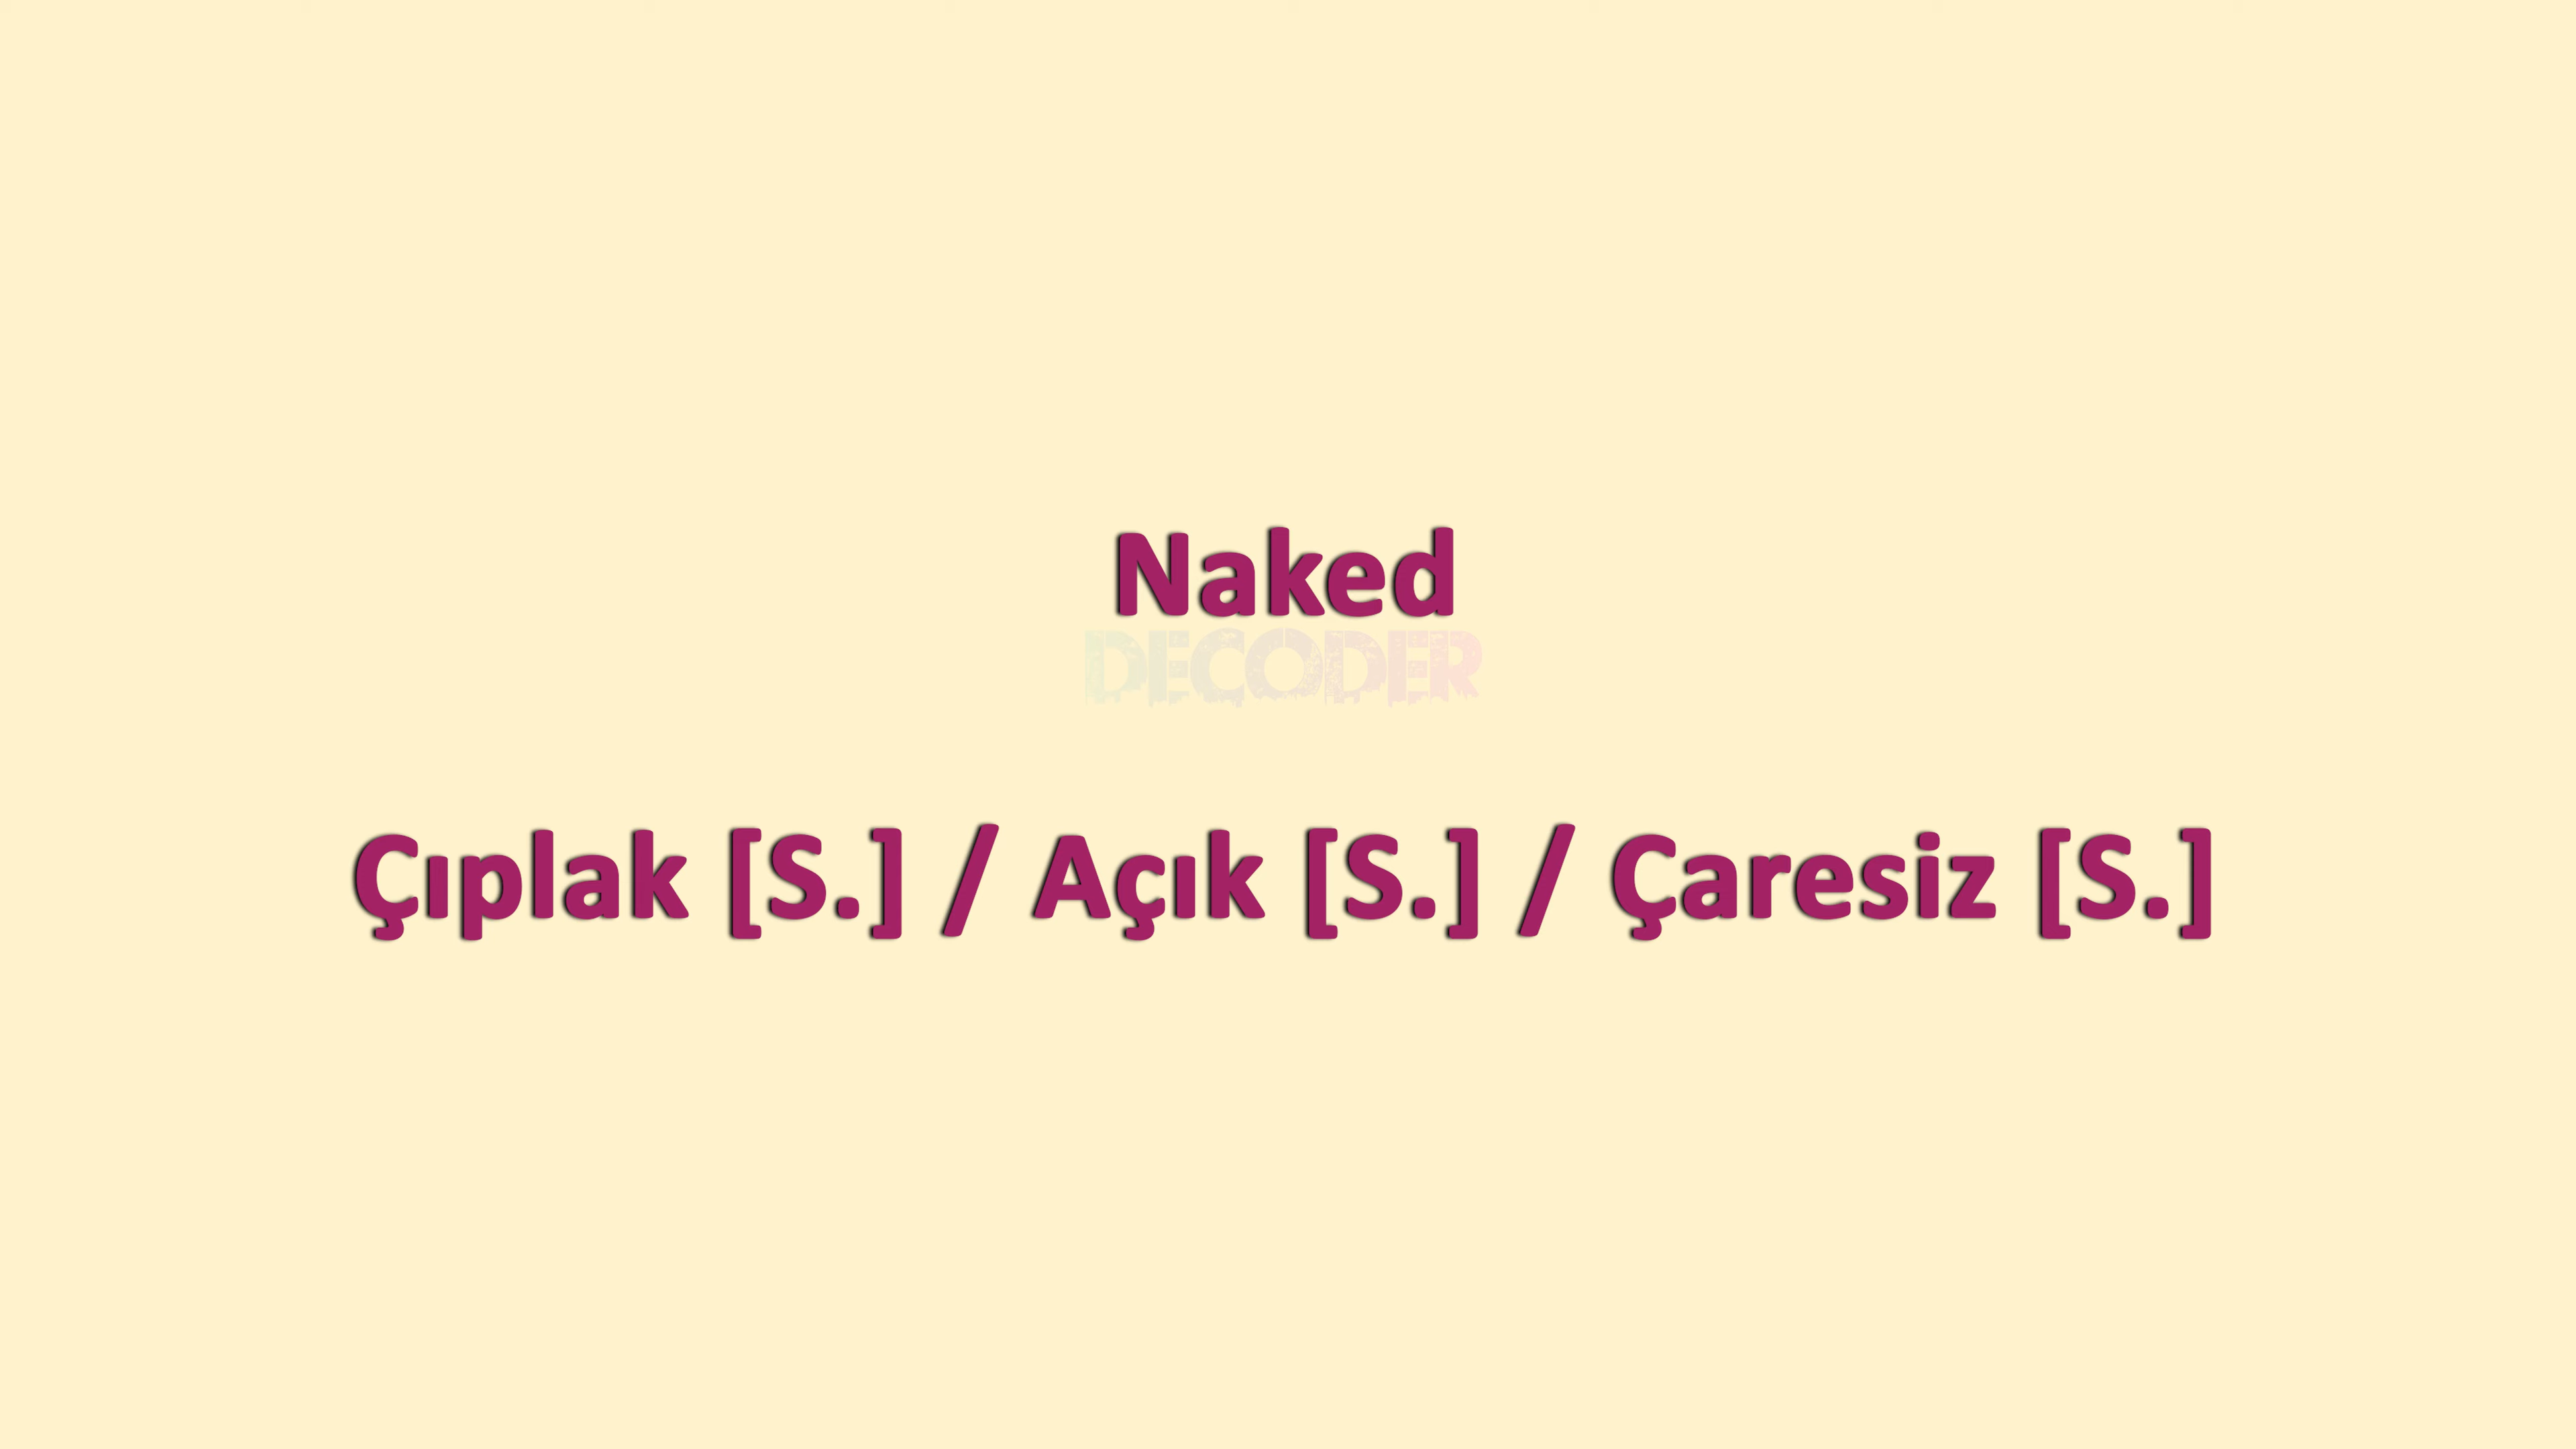 Naked
DECODER
Çıplak [S.] / Açık [S.] / Çaresiz [S.]